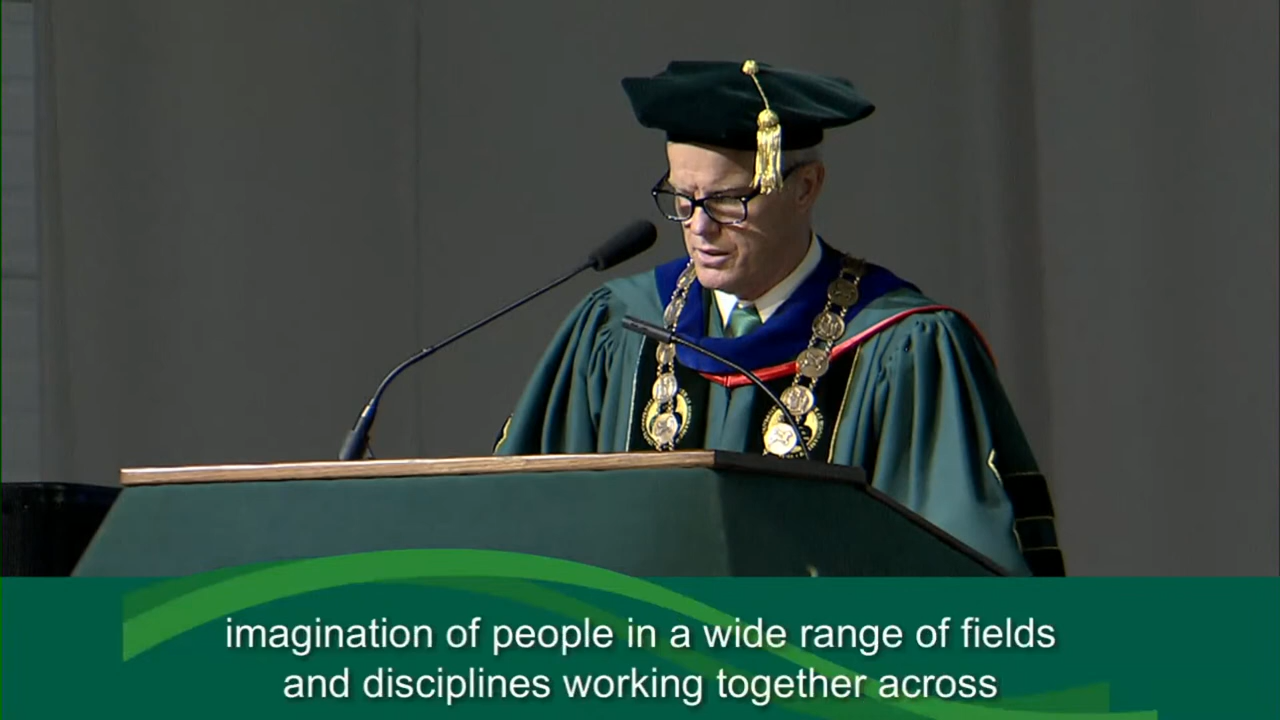 imagination of people in a wide range of fields
and disciplines working together across